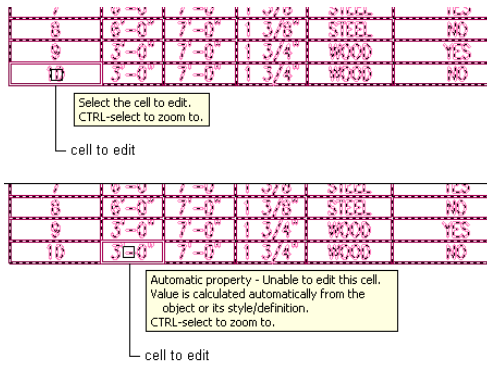 8 6'-0" 7'-0" 1 3/8" STEEL NO
9 3'-0" 7'-0" 1 3/4" WOOD YES
3'-0" 7'-0" 1 3/4" WOOD NO
Select the cell to edit.
CTRL-select to zoom to.
cell to edit
8 6'-0" 7'-0" 1 3/8" STEEL NO
9 3'-0" 7'-0" 1 3/4" WOOD YES
10 7'-0" 1 3/4" WOOD NO
Automatic property - Unable to edit this cell.
Value is calculated automatically from the
object or its style/definition.
CTRL-select to zoom to.
cell to edit